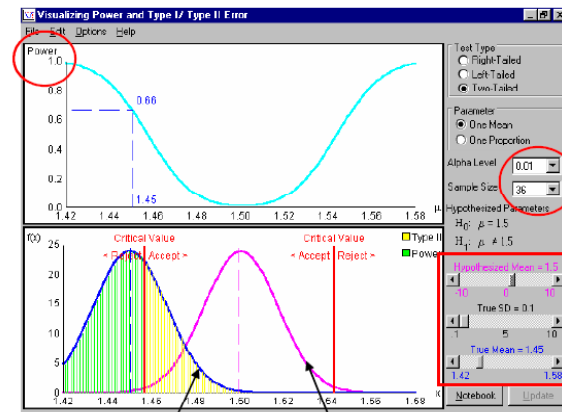 Visualizing Power and Type I/ Type II Error
File Edit Options Help
Power
1.0
0.8
0.6
0.4
0.2
0.0
0.66
1.45
1.42 1.44 1.46 1.48 1.50 1.52 1.54 1.56 1.58
μ
f(x)
25
20
15
10
5
0
Critical Value
< Reject Accept >
Critical Value
< Accept Reject >
Type II
Power
1.42 1.44 1.46 1.48 1.50 1.52 1.54 1.56 1.58
Test Type
Right-Tailed
Left-Tailed
Two-Tailed
Parameter
One Mean
One Proportion
Alpha Level 0.01
Sample Size 36
Hypothesized Parameters
H0: μ = 1.5
H1: μ ≠ 1.5
Hypothesized Mean = 1.5
-10 0 10
True SD = 0.1
.1 5 10
True Mean = 1.45
1.42 1.58
Notebook Update